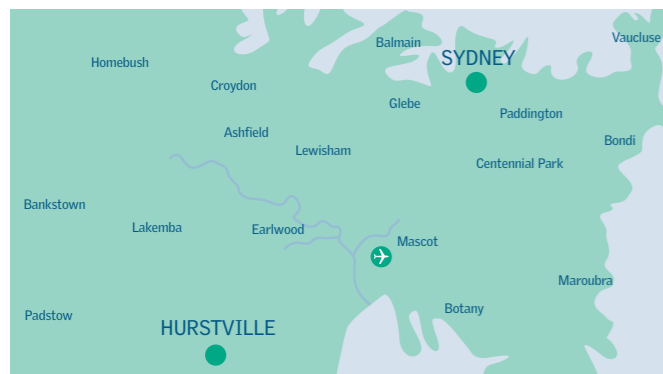 Vaucluse
Balmain
SYDNEY
Homebush
Croydon
Glebe
Paddington
Ashfield
Bondi
Lewisham
Centennial Park
Bankstown
Lakemba
Earlwood
Mascot
Maroubra
Botany
Padstow
HURSTVILLE